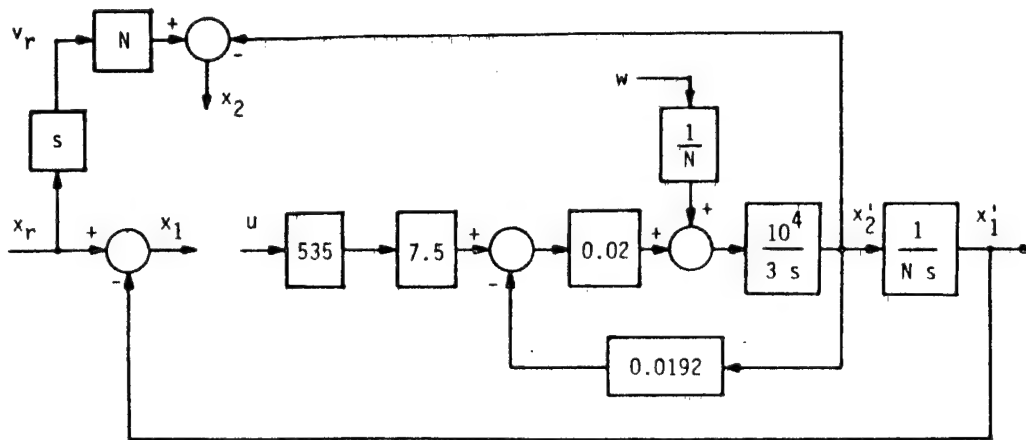 v_r
N
+
-
x_2
w
s
1
N
x_r
+
x_1
-
u
535
7.5
+
-
0.02
+
+
10^4
3 s
x_2'
1
N s
x_1'
0.0192